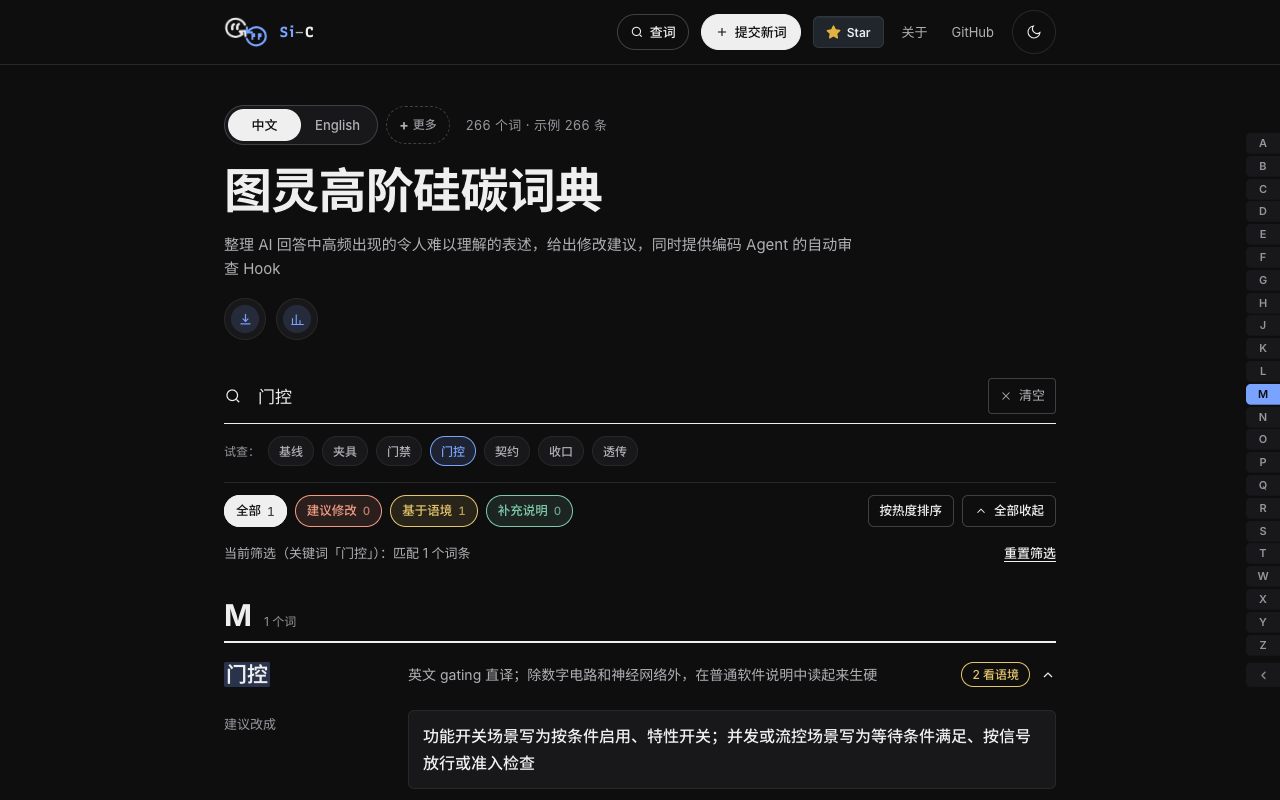 Si-C
查词
提交新词
Star
关于
GitHub
中文
English
+ 更多
266 个词 · 示例 266 条
图灵高阶硅碳词典
整理 AI 回答中高频出现的令人难以理解的表述，给出修改建议，同时提供编码 Agent 的自动审
查 Hook
门控
清空
试查：
基线
夹具
门禁
门控
契约
收口
透传
全部 1
建议修改 0
基于语境 1
补充说明 0
按热度排序
全部收起
当前筛选（关键词「门控」）：匹配 1 个词条
重置筛选
M
1 个词
门控
英文 gating 直译；除数字电路和神经网络外，在普通软件说明中读起来生硬
2 看语境
建议改成
功能开关场景写为按条件启用、特性开关；并发或流控场景写为等待条件满足、按信号
放行或准入检查
A
B
C
D
E
F
G
H
J
K
L
M
N
O
P
Q
R
S
T
W
X
Y
Z